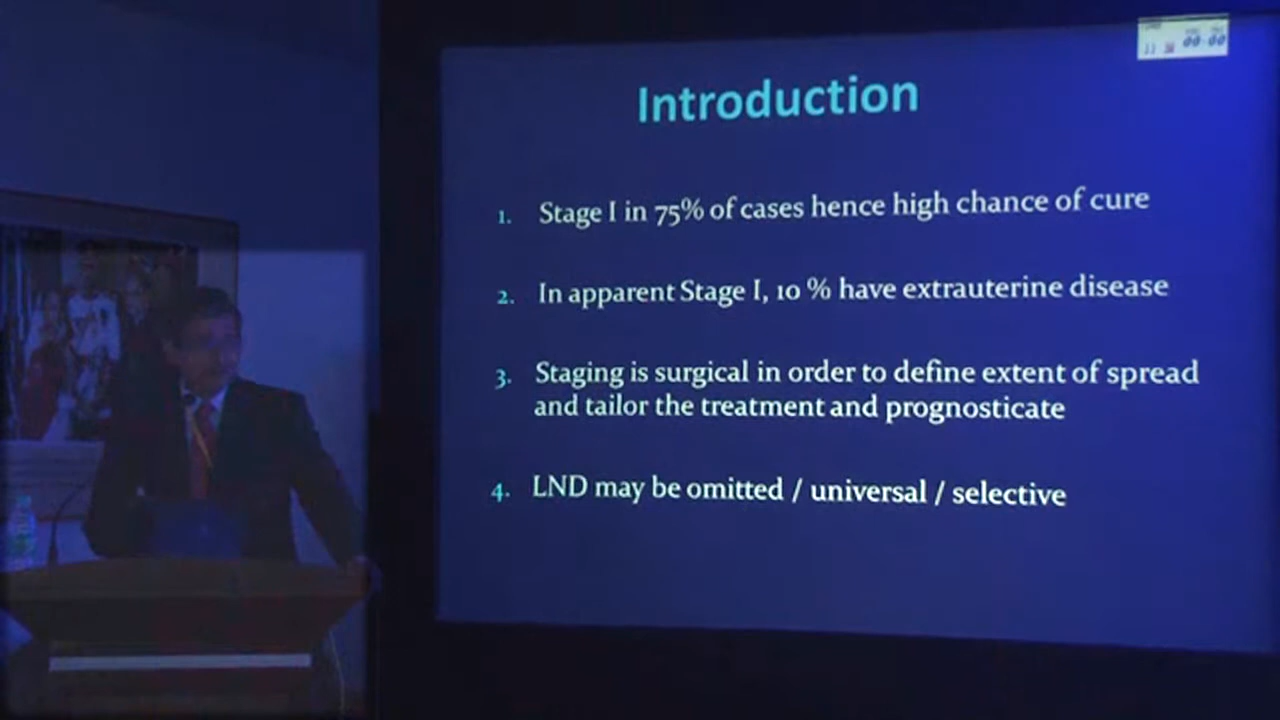 Introduction
1. Stage I in 75% of cases hence high chance of cure
2. In apparent Stage I, 10 % have extrauterine disease
3. Staging is surgical in order to define extent of spread
and tailor the treatment and prognosticate
4. LND may be omitted / universal / selective
00:00